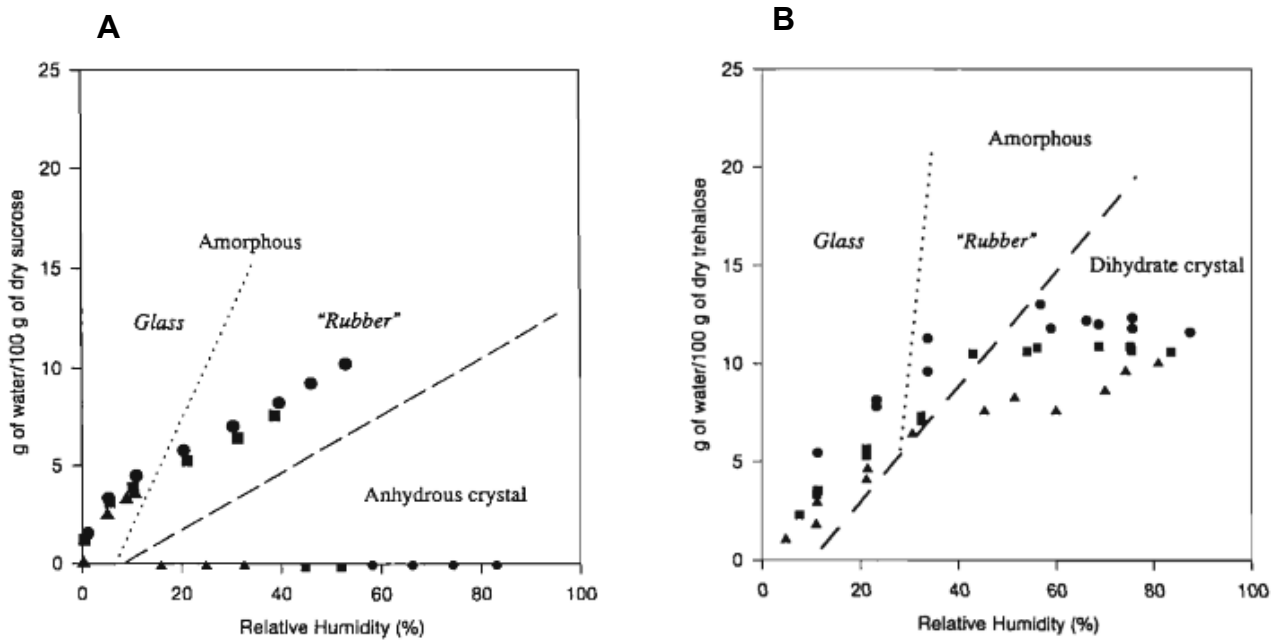 A
25
20
15
10
5
0
0 20 40 60 80 100
g of water/100 g of dry sucrose
Relative Humidity (%)
Amorphous
Glass
"Rubber"
Anhydrous crystal
B
25
20
15
10
5
0
0 20 40 60 80 100
g of water/100 g of dry trehalose
Relative Humidity (%)
Amorphous
Glass
"Rubber"
Dihydrate crystal